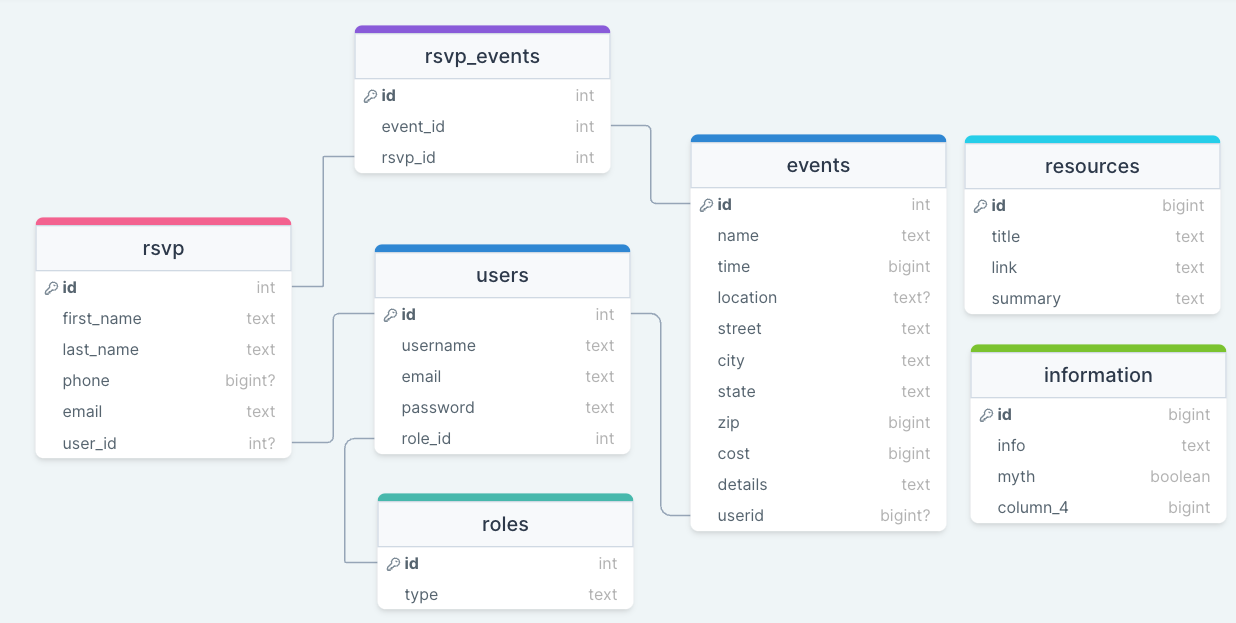 rsvp_events
id int
event_id int
rsvp_id int
events
id int
name text
time bigint
location text?
street text
city text
state text
zip bigint
cost bigint
details text
userid bigint?
resources
id bigint
title text
link text
summary text
rsvp
id int
first_name text
last_name text
phone bigint?
email text
user_id int?
users
id int
username text
email text
password text
role_id int
information
id bigint
info text
myth boolean
column_4 bigint
roles
id int
type text